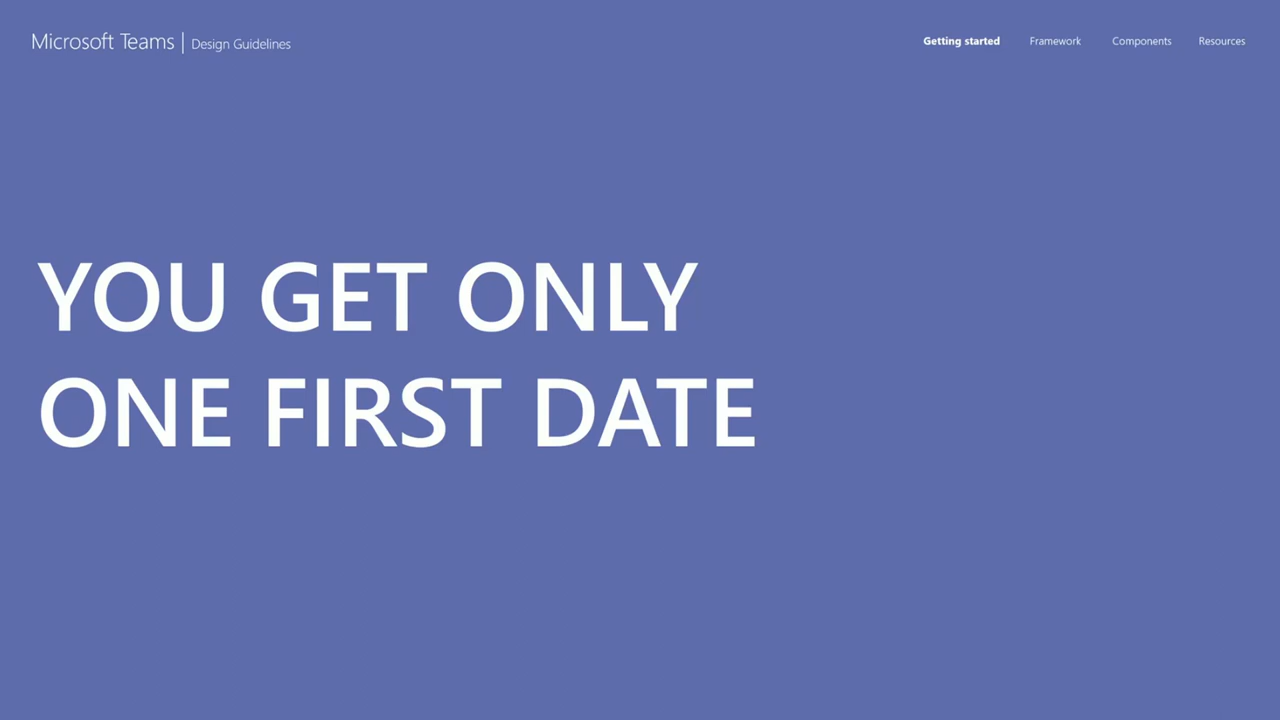 Microsoft Teams | Design Guidelines
Getting started Framework Components Resources
YOU GET ONLY
ONE FIRST DATE